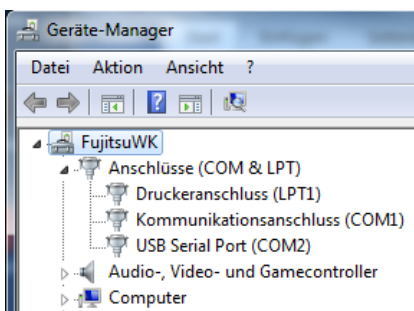 Geräte-Manager
Datei Aktion Ansicht ?
FujitsuWK
Anschlüsse (COM & LPT)
Druckeranschluss (LPT1)
Kommunikationsanschluss (COM1)
USB Serial Port (COM2)
Audio-, Video- und Gamecontroller
Computer